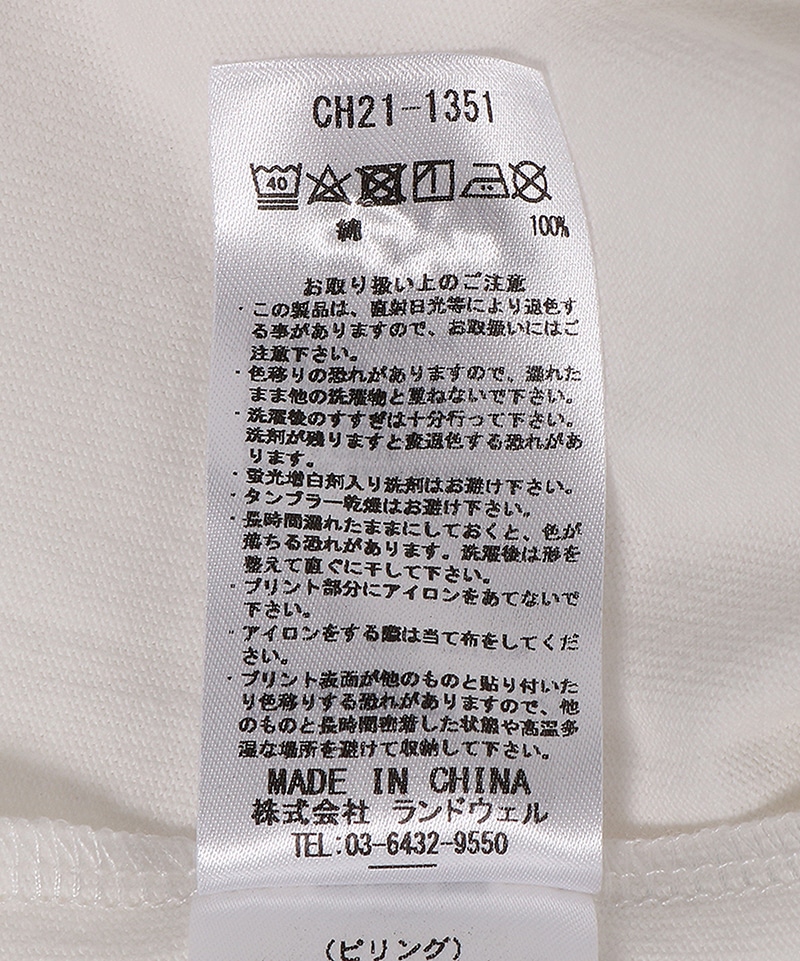 CH21-1351
40
綿 100%
お取り扱い上のご注意
・この製品は、直射日光等により退色す
る事がありますので、お取扱いにはご
注意下さい。
・色移りの恐れがありますので、濡れた
まま他の洗濯物と重ねないで下さい。
・洗濯後のすすぎは十分行って下さい。
洗剤が残りますと変退色する恐れがあ
ります。
・蛍光増白剤入り洗剤はお避け下さい。
・タンブラー乾燥はお避け下さい。
・長時間濡れたままにしておくと、色が
落ちる恐れがあります。洗濯後は形を
整えて直ぐに干して下さい。
・プリント部分にアイロンをあてないで
下さい。
・アイロンをする際は当て布をしてくだ
さい。
・プリント表面が他のものと貼り付いた
り色移りする恐れがありますので、他
のものと長時間密着した状態や高温多
湿な場所を避けて収納して下さい。
MADE IN CHINA
株式会社 ランドウェル
TEL:03-6432-9550
(ピリング)